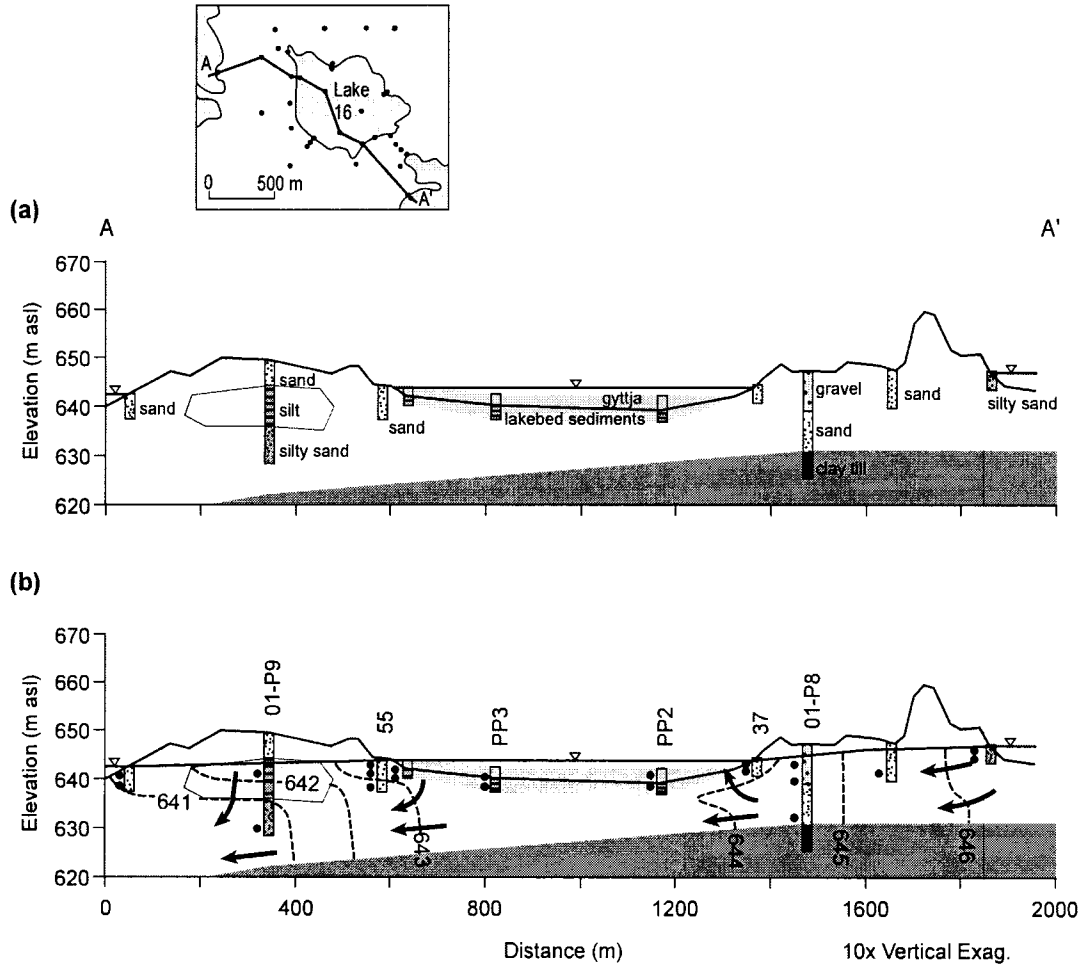 A
Lake
16
0
500 m
A'
(a)
A
A'
Elevation (m asl)
670
660
650
640
630
620
sand
sand
silt
silty sand
sand
gyttja
lakebed sediments
gravel
sand
clay till
sand
silty sand
(b)
Elevation (m asl)
670
660
650
640
630
620
01-P9
55
PP3
PP2
37
01-P8
641
642
643
644
645
646
0
400
800
1200
1600
2000
Distance (m)
10x Vertical Exag.